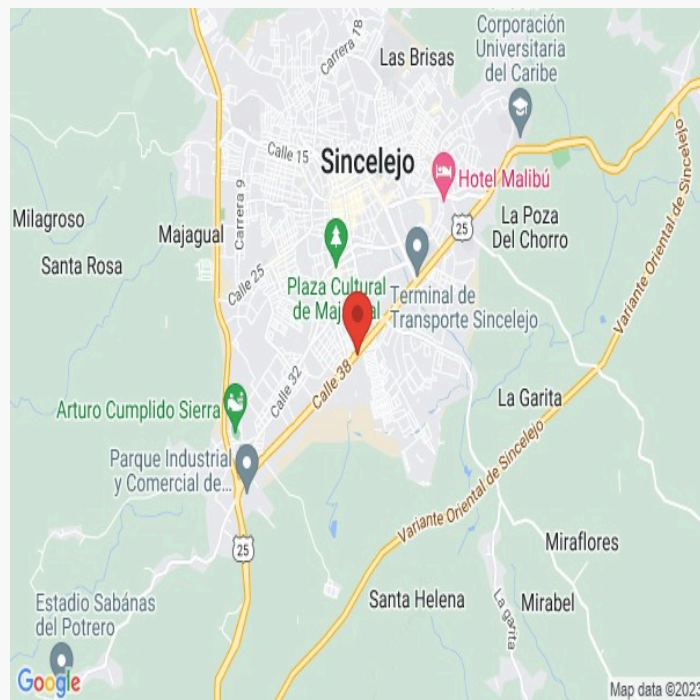 Carrera 18
Las Brisas
Corporación
Universitaria
del Caribe
Calle 15
Sincelejo
Hotel Malibú
Carrera 9
Milagroso
Majagual
25
La Poza
Del Chorro
Santa Rosa
Calle 25
Plaza Cultural
de
Terminal de
Transporte Sincelejo
Variante Oriental de Sincelejo
Calle 32
Calle 38
La Garita
Arturo Cumplido Sierra
Parque Industrial
y Comercial de...
Variante Oriental de Sincelejo
25
Miraflores
Santa Helena
La garita
Mirabel
Estadio Sabánas
del Potrero
Google
Map data